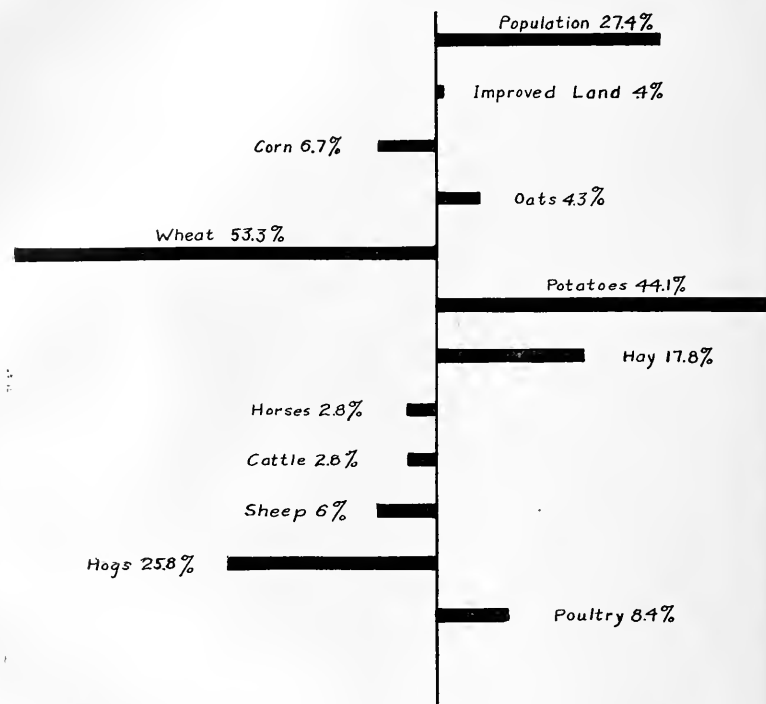 Population 27.4%
Improved Land .4%
Corn 6.7%
Oats 4.3%
Wheat 53.3%
Potatoes 44.1%
Hay 17.8%
Horses 2.8%
Cattle 2.8%
Sheep 6%
Hogs 25.8%
Poultry 8.4%